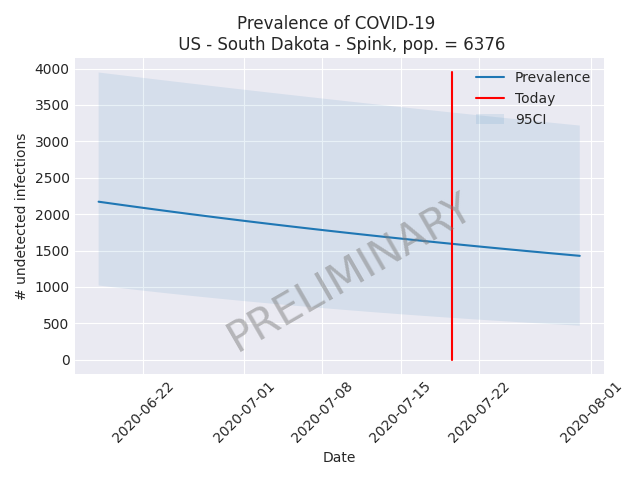 Prevalence of COVID-19
US - South Dakota - Spink, pop. = 6376
4000
3500
3000
2500
2000
1500
1000
500
0
# undetected infections
Prevalence
Today
95CI
PRELIMINARY
2020-06-22
2020-07-01
2020-07-08
2020-07-15
2020-07-22
2020-08-01
Date